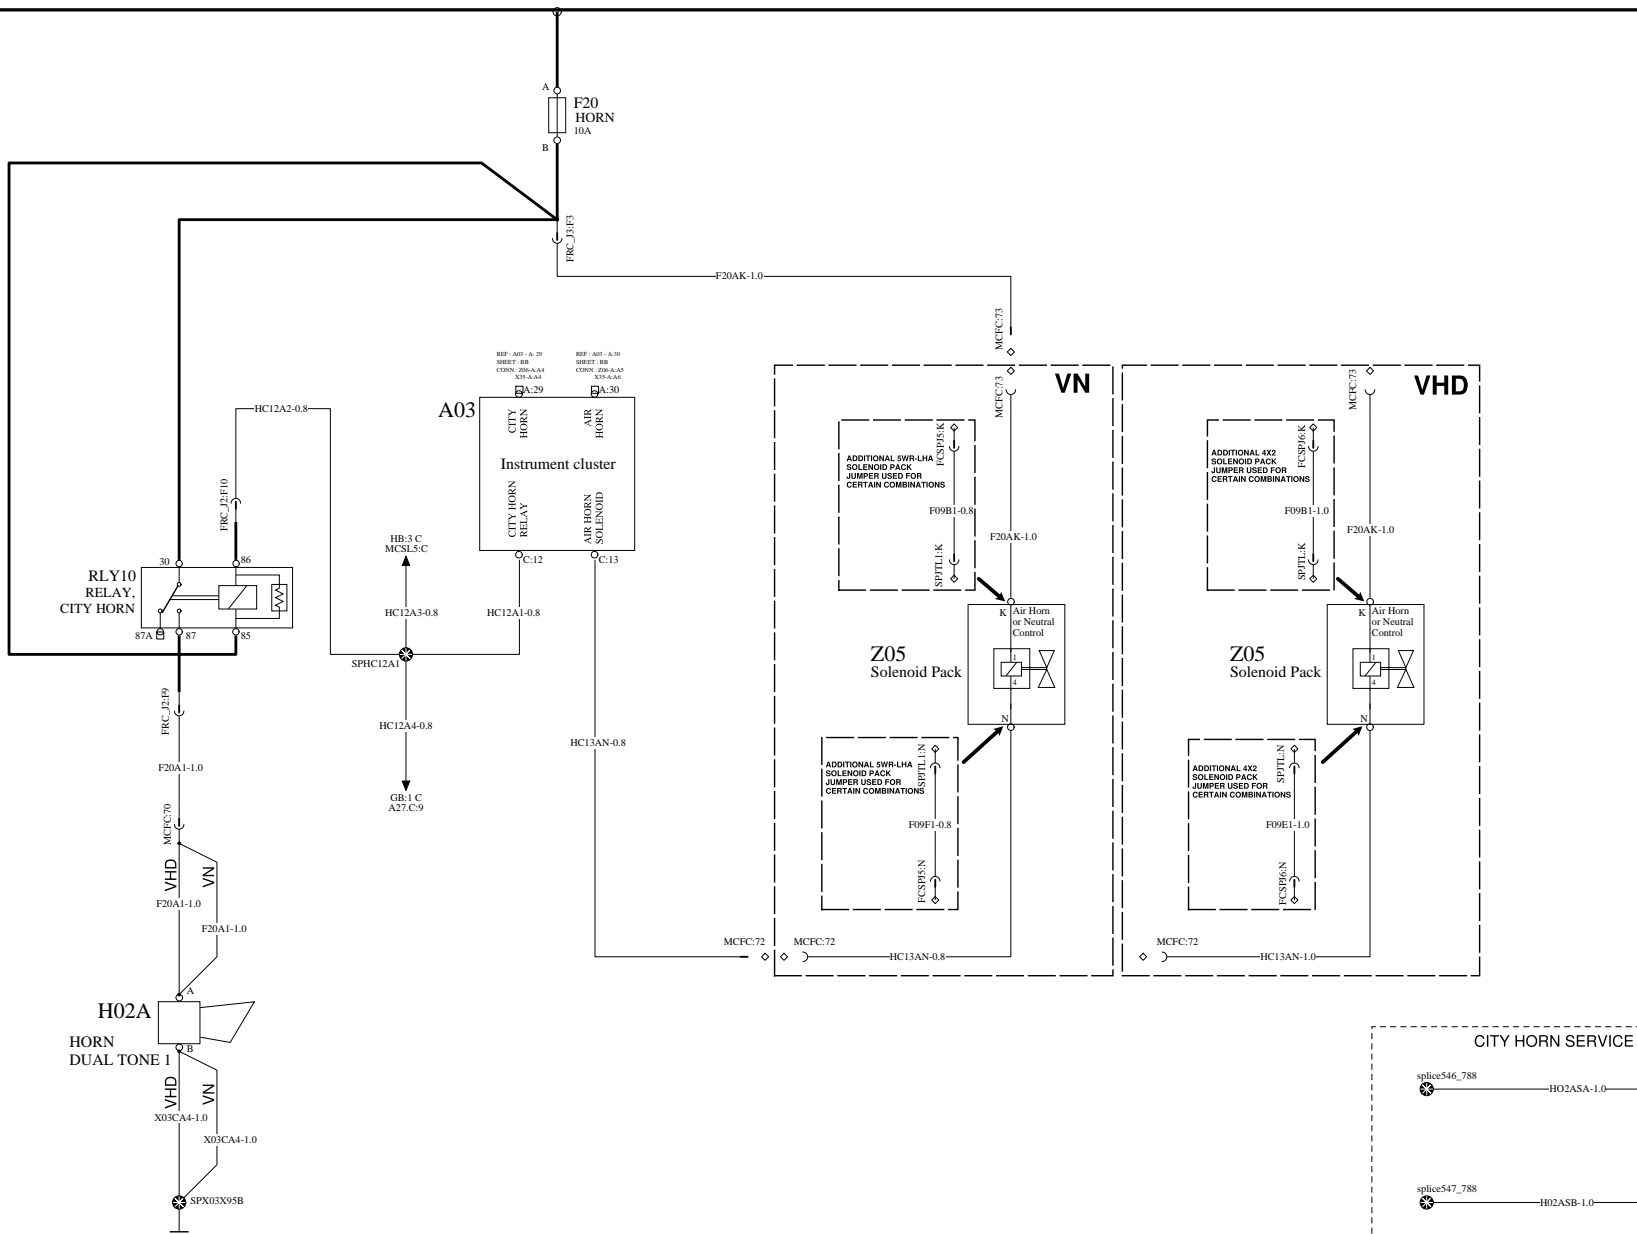 A
F20
HORN
10A
B
FRC_J3:F3
F20AK-1.0
MCFC:73
REF : A03 - A: 29
SHEET : BB
CONN : Z06-A:A4
X35-A:A4
REF : A03 - A:30
SHEET : BB
CONN : Z06-A:A5
X35-A:A6
A:29
A:30
A03
CITY
HORN
AIR
HORN
Instrument cluster
CITY HORN
RELAY
AIR HORN
SOLENOID
C:12
C:13
HC12A2-0.8
FRC_J2:F10
30
86
RLY10
RELAY,
CITY HORN
87A
87
85
HB:3 C
MCSL5:C
HC12A3-0.8
HC12A1-0.8
SPHC12A1
HC12A4-0.8
GB:1 C
A27.C:9
HC13AN-0.8
FRC_J2:F9
F20A1-1.0
MCFC:70
VHD
VN
F20A1-1.0
F20A1-1.0
A
H02A
HORN
DUAL TONE 1
B
VHD
VN
X03CA4-1.0
X03CA4-1.0
SPX03X95B
VN
MCFC:73
ADDITIONAL 5WR-LHA
SOLENOID PACK
JUMPER USED FOR
CERTAIN COMBINATIONS
FCSPJ5:K
F09B1-0.8
SPJTL1:K
F20AK-1.0
K
Air Horn
or Neutral
Control
Z05
Solenoid Pack
1
4
N
ADDITIONAL 5WR-LHA
SOLENOID PACK
JUMPER USED FOR
CERTAIN COMBINATIONS
SPJTL1:N
F09F1-0.8
FCSPJ5:N
MCFC:72
MCFC:72
HC13AN-0.8
VHD
MCFC:73
ADDITIONAL 4X2
SOLENOID PACK
JUMPER USED FOR
CERTAIN COMBINATIONS
FCSPJ6:K
F09B1-1.0
SPJTL:K
F20AK-1.0
K
Air Horn
or Neutral
Control
Z05
Solenoid Pack
1
4
N
ADDITIONAL 4X2
SOLENOID PACK
JUMPER USED FOR
CERTAIN COMBINATIONS
SPJTL:N
F09E1-1.0
FCSPJ6:N
MCFC:72
HC13AN-1.0
CITY HORN SERVICE
splice546_788
HO2ASA-1.0
splice547_788
H02ASB-1.0